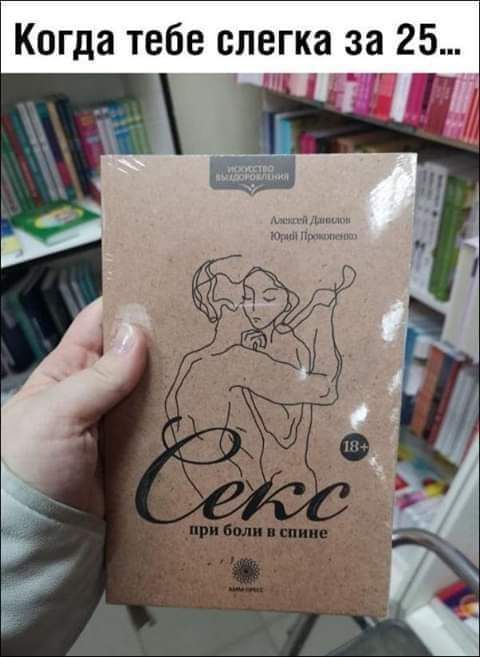 Когда тебе слегка за 25...
ИСКУССТВО
ВЫЗДОРОВЛЕНИЯ
Алексей Данилов
Юрий Прокопенко
18+
Секс
при боли в спине